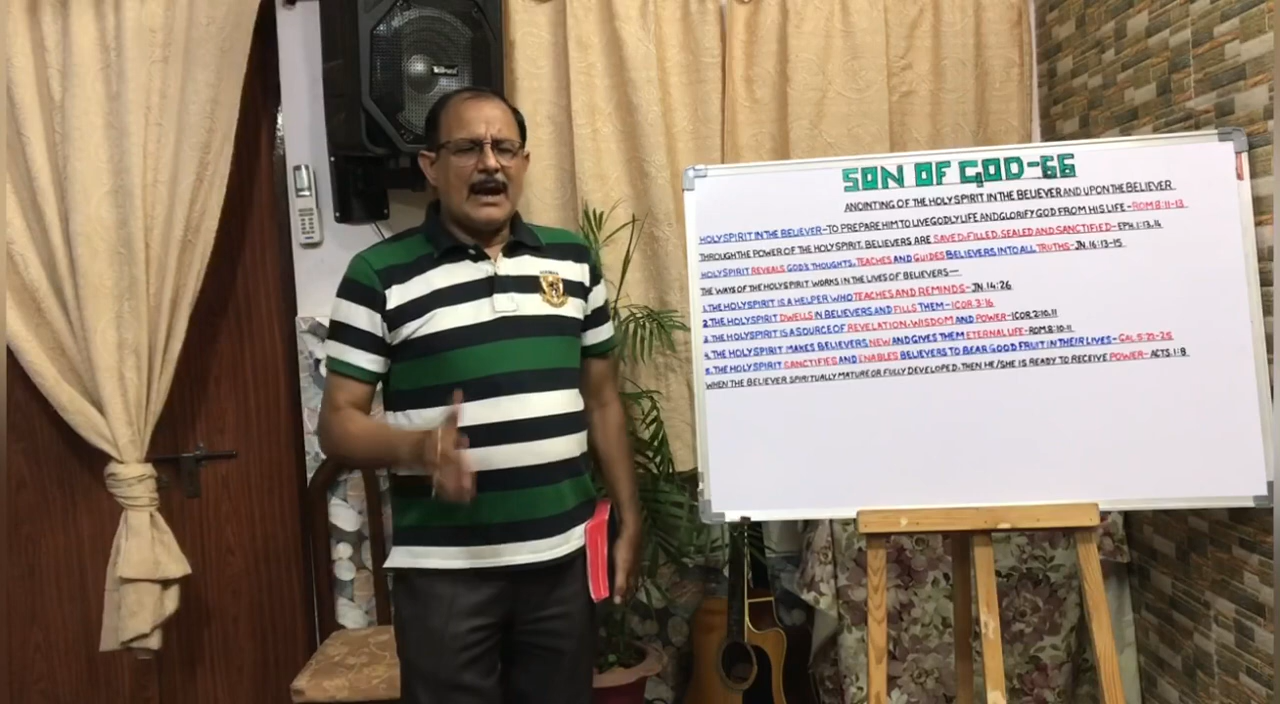 SON OF GOD-66
ANOINTING OF THE HOLY SPIRIT IN THE BELIEVER AND UPON THE BELIEVER
HOLY SPIRIT IN THE BELIEVER-TO PREPARE HIM TO LIVE GODLY LIFE AND GLORIFY GOD FROM HIS LIFE-ROM 8:11-13
THROUGH THE POWER OF THE HOLY SPIRIT, BELIEVERS ARE SAVED, FILLED, SEALED AND SANCTIFIED-EPH.1:13,14
HOLY SPIRIT REVEALS GOD'S THOUGHTS, TEACHES AND GUIDES BELIEVERS INTO ALL TRUTHS-JN.16:13-15
THE WAYS OF THE HOLY SPIRIT WORKS IN THE LIVES OF BELIEVERS—
1.THE HOLY SPIRIT IS A HELPER WHO TEACHES AND REMINDS-JN.14:26
2.THE HOLY SPIRIT DWELLS IN BELIEVERS AND FILLS THEM-1COR.3:16
3.THE HOLY SPIRIT IS A SOURCE OF REVELATION, WISDOM AND POWER-1COR 2:10,11
4.THE HOLY SPIRIT MAKES BELIEVERS NEW AND GIVES THEM ETERNAL LIFE-ROM 8:10-11
5.THE HOLY SPIRIT SANCTIFIES AND ENABLES BELIEVERS TO BEAR GOOD FRUIT IN THEIR LIVES-GAL 5:22-25
WHEN THE BELIEVER SPIRITUALLY MATURE OR FULLY DEVELOPED, THEN HE/SHE IS READY TO RECEIVE POWER-ACTS.1:8